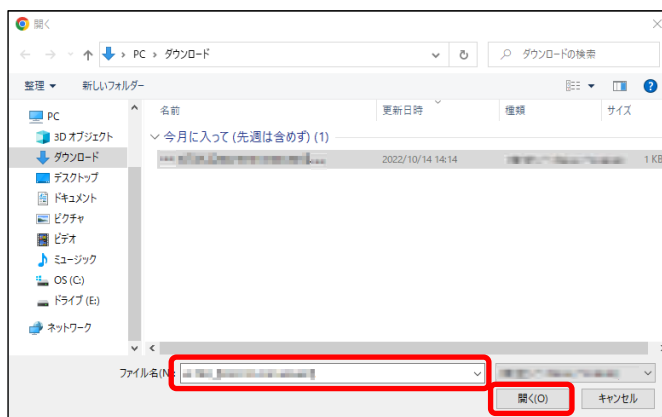 開く
PC › ダウンロード
ダウンロードの検索
整理 新しいフォルダー
名前 更新日時 種類 サイズ
PC
3D オブジェクト
ダウンロード
デスクトップ
ドキュメント
ピクチャ
ビデオ
ミュージック
OS (C:)
ドライブ (E:)
ネットワーク
今月に入って (先週は含めず) (1)
2022/10/14 14:14 1 KB
ファイル名(N):
開く(O) キャンセル